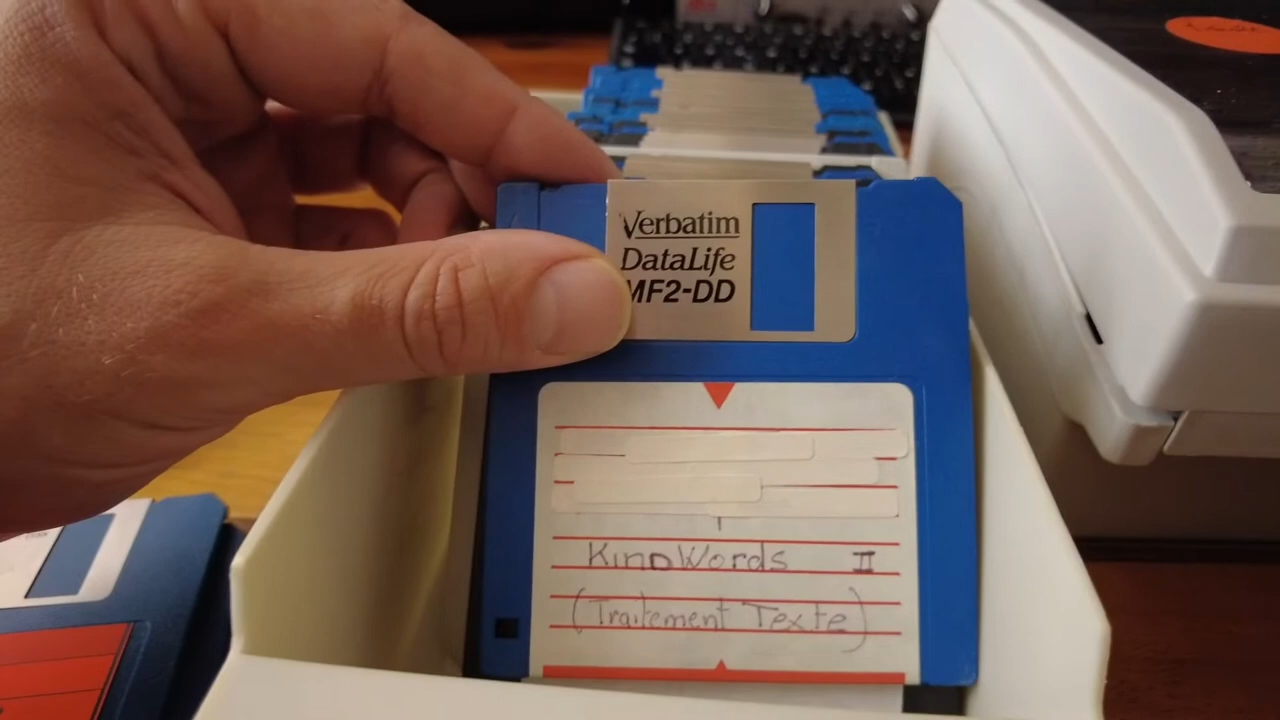 Verbatim
DataLife
MF2-DD
KindWords II
(Traitement Texte)